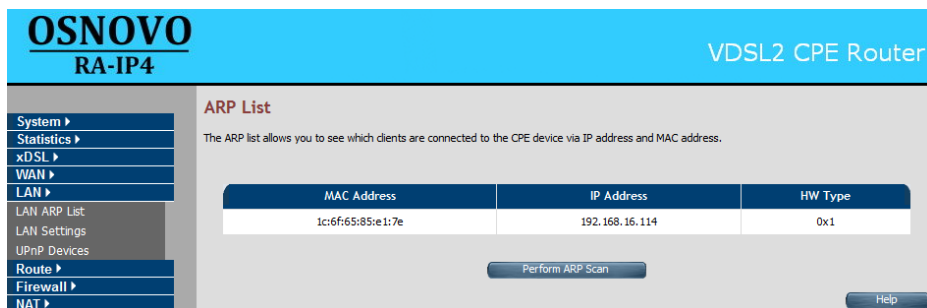 OSNOVO
RA-IP4
VDSL2 CPE Router
System
Statistics
xDSL
WAN
LAN
LAN ARP List
LAN Settings
UPnP Devices
Route
Firewall
NAT
ARP List
The ARP list allows you to see which clients are connected to the CPE device via IP address and MAC address.
MAC Address IP Address HW Type
1c:6f:65:85:e1:7e 192.168.16.114 0x1
Perform ARP Scan
Help